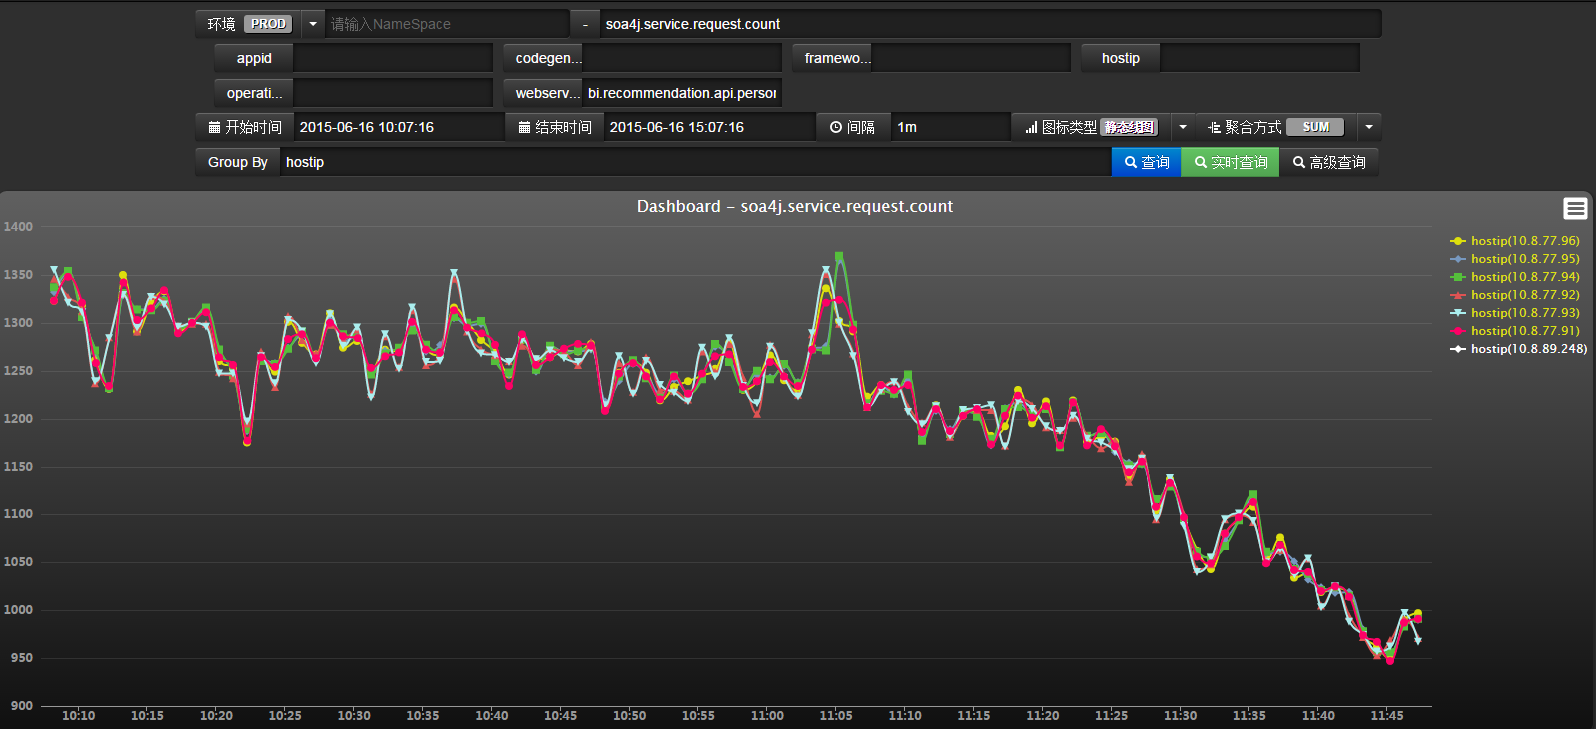 环境 PROD 请输入NameSpace - soa4j.service.request.count
appid codegen... framewo... hostip
operati... webserv... bi.recommendation.api.person
开始时间 2015-06-16 10:07:16 结束时间 2015-06-16 15:07:16 间隔 1m 图标类型 静态线图 聚合方式 SUM
Group By hostip 查询 实时查询 高级查询
Dashboard - soa4j.service.request.count
1400
1350
1300
1250
1200
1150
1100
1050
1000
950
900
10:10 10:15 10:20 10:25 10:30 10:35 10:40 10:45 10:50 10:55 11:00 11:05 11:10 11:15 11:20 11:25 11:30 11:35 11:40 11:45
hostip(10.8.77.96)
hostip(10.8.77.95)
hostip(10.8.77.94)
hostip(10.8.77.92)
hostip(10.8.77.93)
hostip(10.8.77.91)
hostip(10.8.89.248)